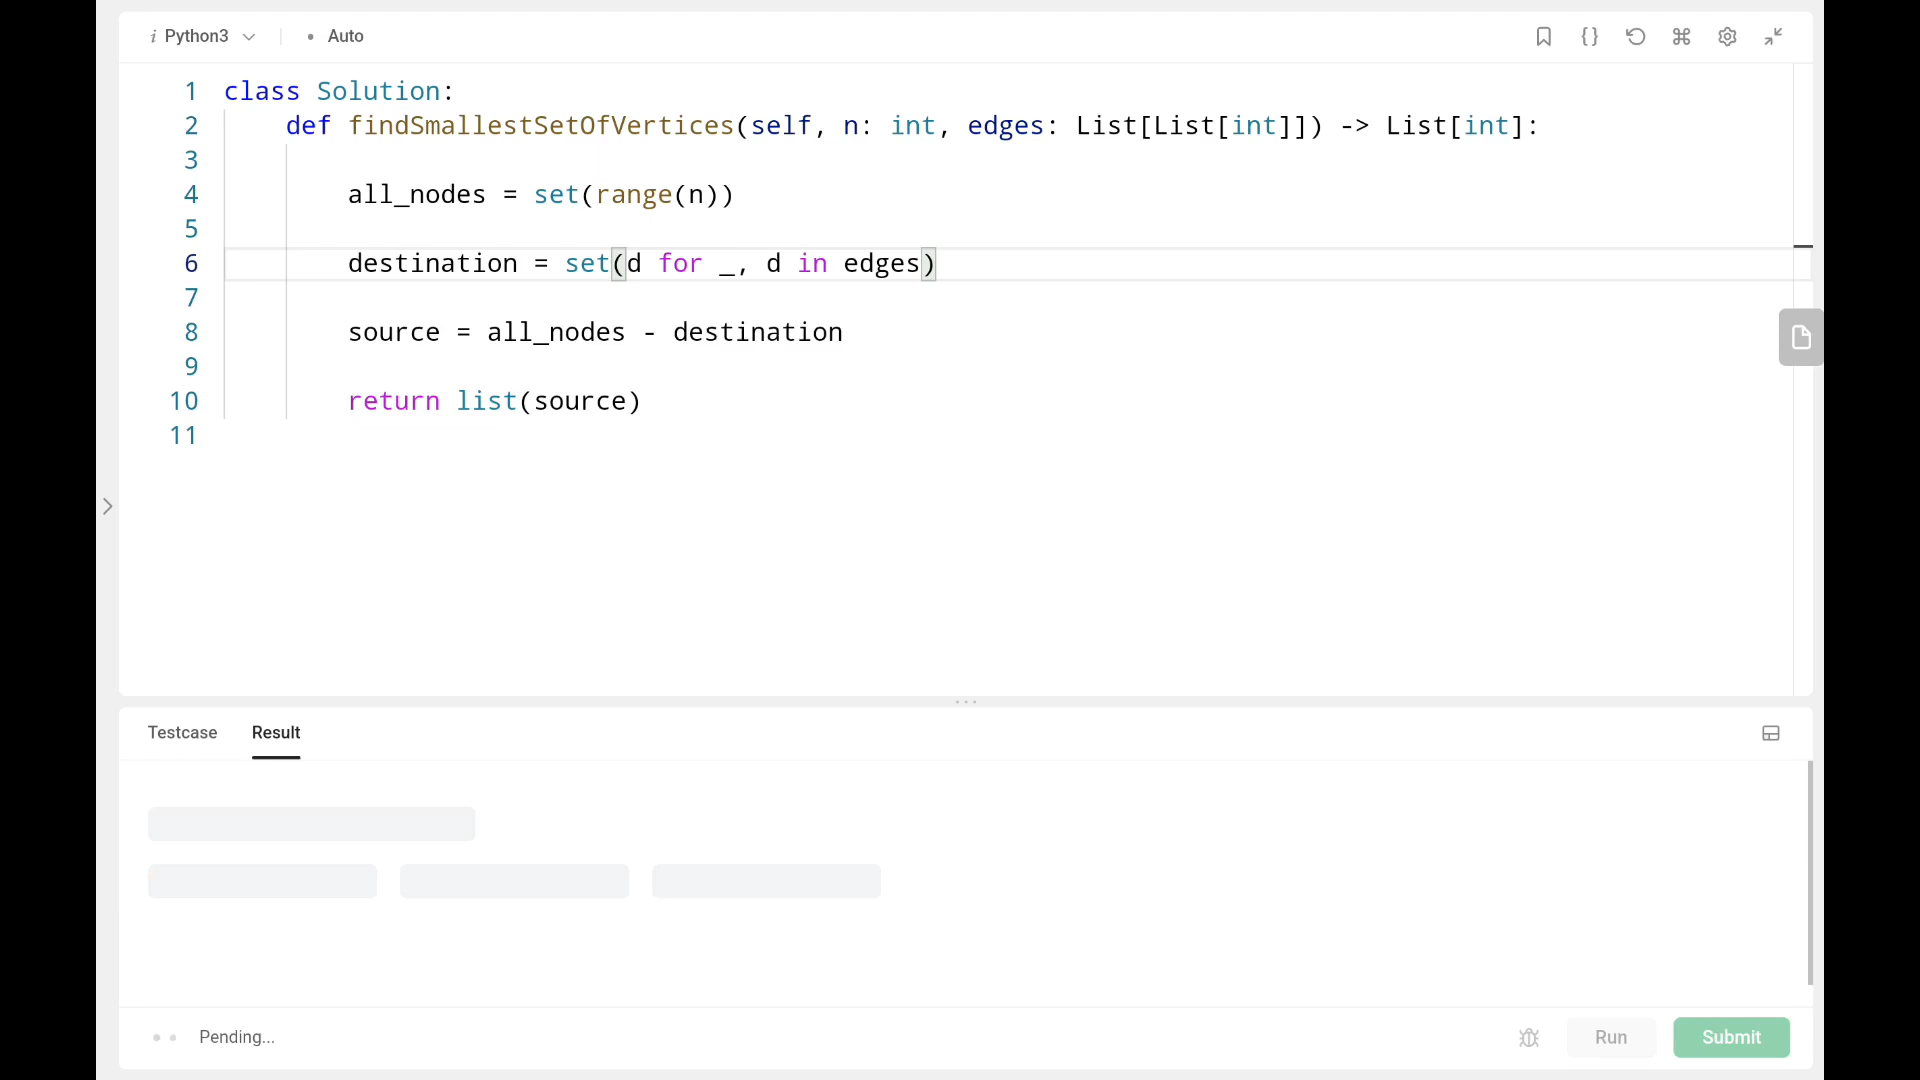 i Python3 • Auto
1 class Solution:
2     def findSmallestSetOfVertices(self, n: int, edges: List[List[int]]) -> List[int]:
3
4         all_nodes = set(range(n))
5
6         destination = set(d for _, d in edges)
7
8         source = all_nodes - destination
9
10         return list(source)
11
Testcase Result
Pending... Run Submit